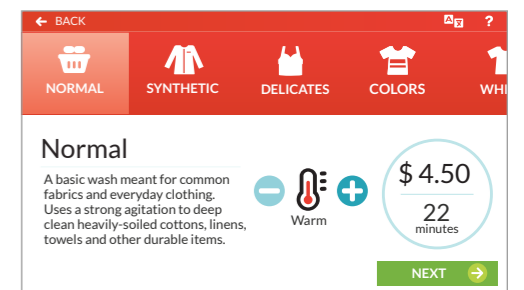 BACK ?
NORMAL SYNTHETIC DELICATES COLORS WHI
Normal
A basic wash meant for common
fabrics and everyday clothing.
Uses a strong agitation to deep
clean heavily-soiled cottons, linens,
towels and other durable items.
Warm
$ 4.50
22
minutes
NEXT